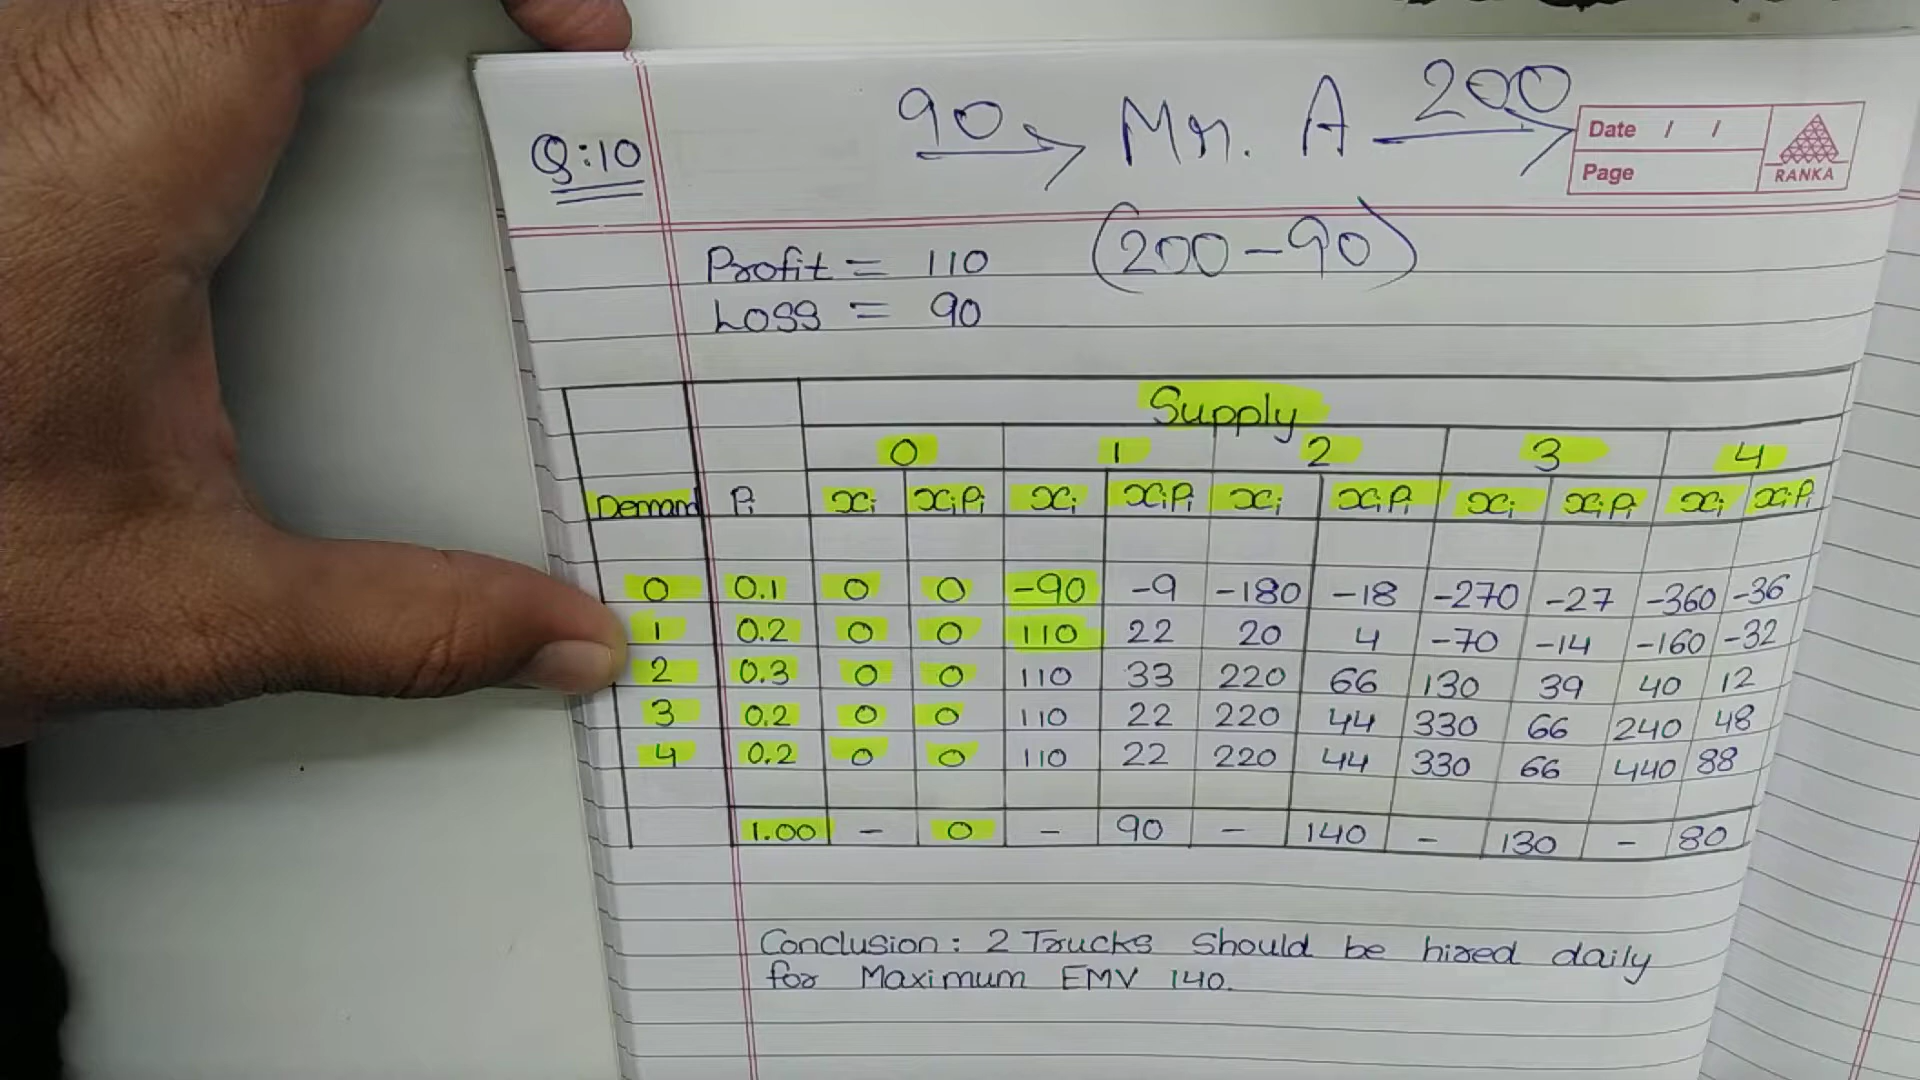 Q:10
90 → Mr. A 200 →
Date / /
Page
RANKA
Profit = 110 (200-90)
Loss = 90
Supply
0 1 2 3 4
Demand Pi xi xiPi xi xiPi xi xiPi xi xiPi xi xiPi
0 0.1 0 0 -90 -9 -180 -18 -270 -27 -360 -36
1 0.2 0 0 110 22 20 4 -70 -14 -160 -32
2 0.3 0 0 110 33 220 66 130 39 40 12
3 0.2 0 0 110 22 220 44 330 66 240 48
4 0.2 0 0 110 22 220 44 330 66 440 88
1.00 - 0 - 90 - 140 - 130 - 80
Conclusion: 2 Trucks should be hired daily
for Maximum EMV 140.